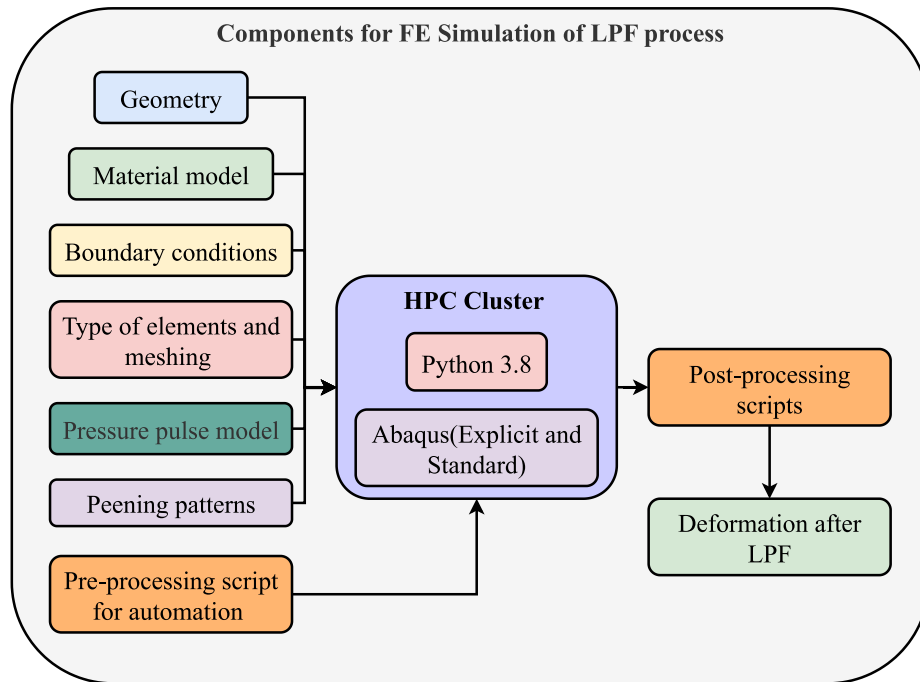 Components for FE Simulation of LPF process
Geometry
Material model
Boundary conditions
Type of elements and
meshing
Pressure pulse model
Peening patterns
Pre-processing script
for automation
HPC Cluster
Python 3.8
Abaqus(Explicit and
Standard)
Post-processing
scripts
Deformation after
LPF